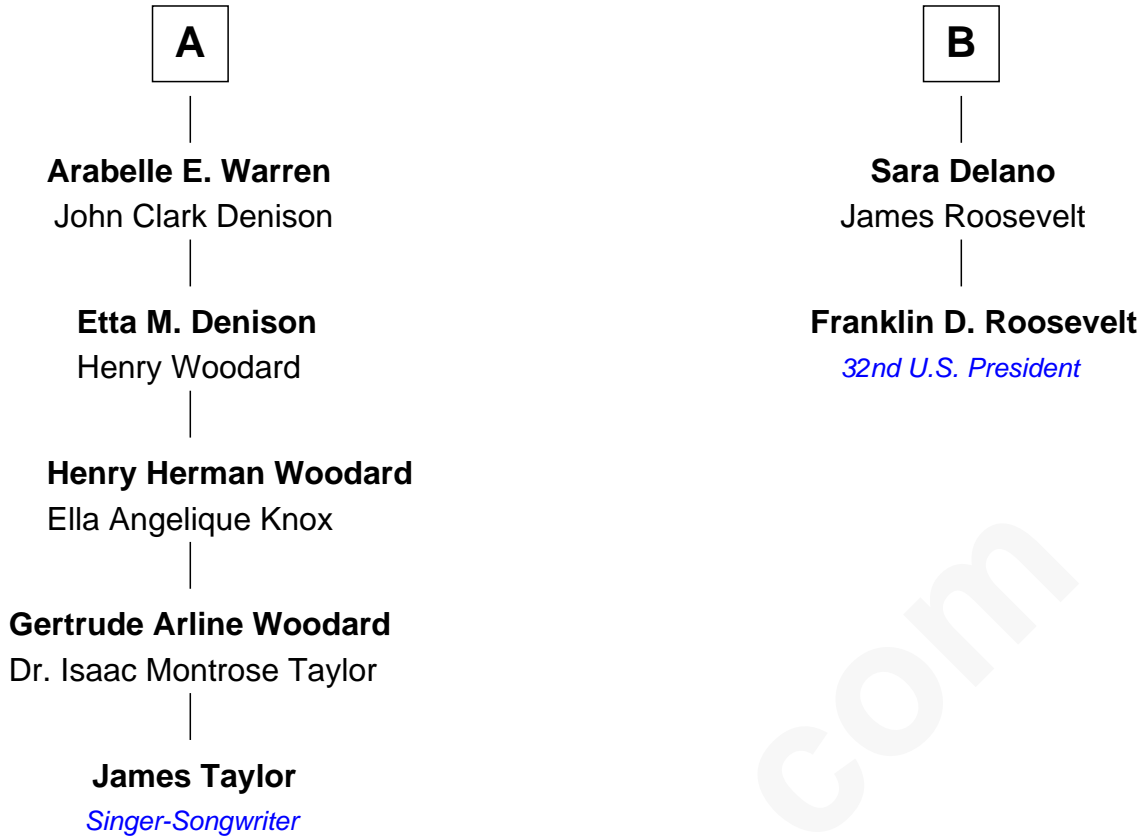 A
Arabelle E. Warren
John Clark Denison
Etta M. Denison
Henry Woodard
Henry Herman Woodard
Ella Angelique Knox
Gertrude Arline Woodard
Dr. Isaac Montrose Taylor
James Taylor
Singer-Songwriter
B
Sara Delano
James Roosevelt
Franklin D. Roosevelt
32nd U.S. President
com